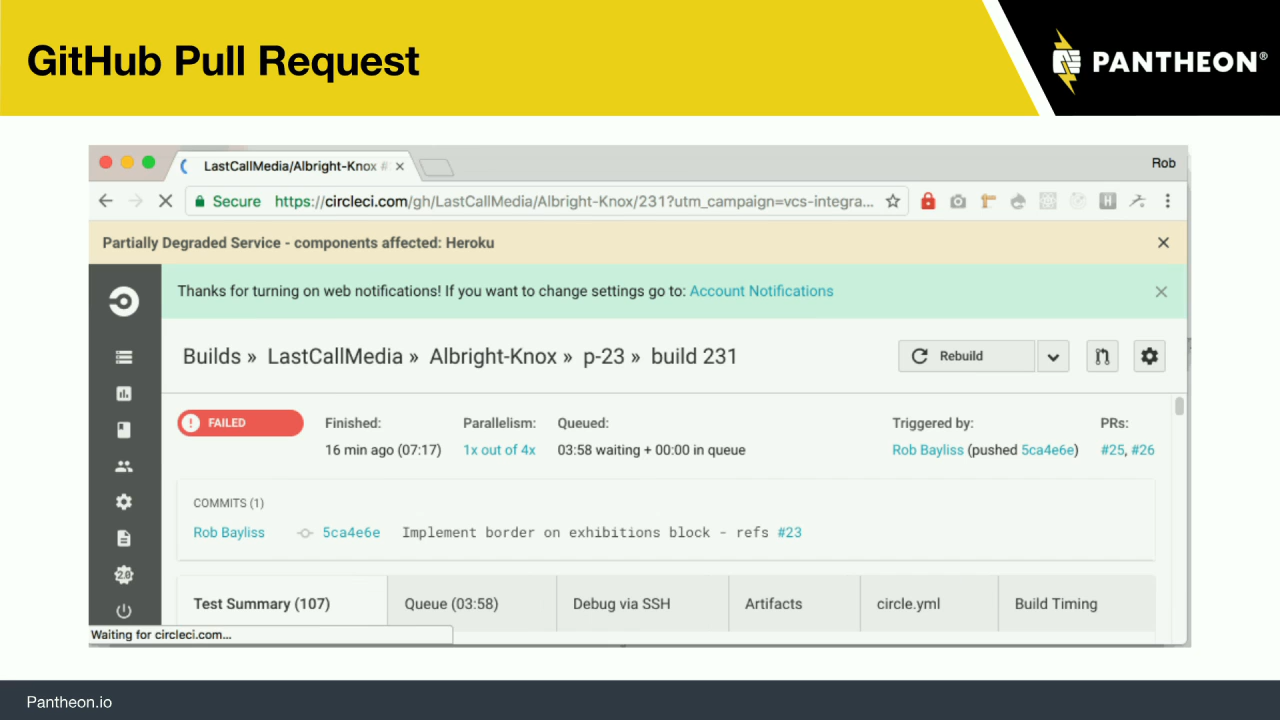 GitHub Pull Request
PANTHEON®
LastCallMedia/Albright-Knox #
Rob
Secure https://circleci.com/gh/LastCallMedia/Albright-Knox/231?utm_campaign=vcs-integra...
H
Partially Degraded Service - components affected: Heroku
Thanks for turning on web notifications! If you want to change settings go to: Account Notifications
Builds » LastCallMedia » Albright-Knox » p-23 » build 231
Rebuild
FAILED
Finished: Parallelism: Queued: Triggered by: PRs:
16 min ago (07:17) 1x out of 4x 03:58 waiting + 00:00 in queue Rob Bayliss (pushed 5ca4e6e) #25, #26
COMMITS (1)
Rob Bayliss 5ca4e6e Implement border on exhibitions block - refs #23
2.0
Test Summary (107) Queue (03:58) Debug via SSH Artifacts circle.yml Build Timing
Waiting for circleci.com...
Pantheon.io